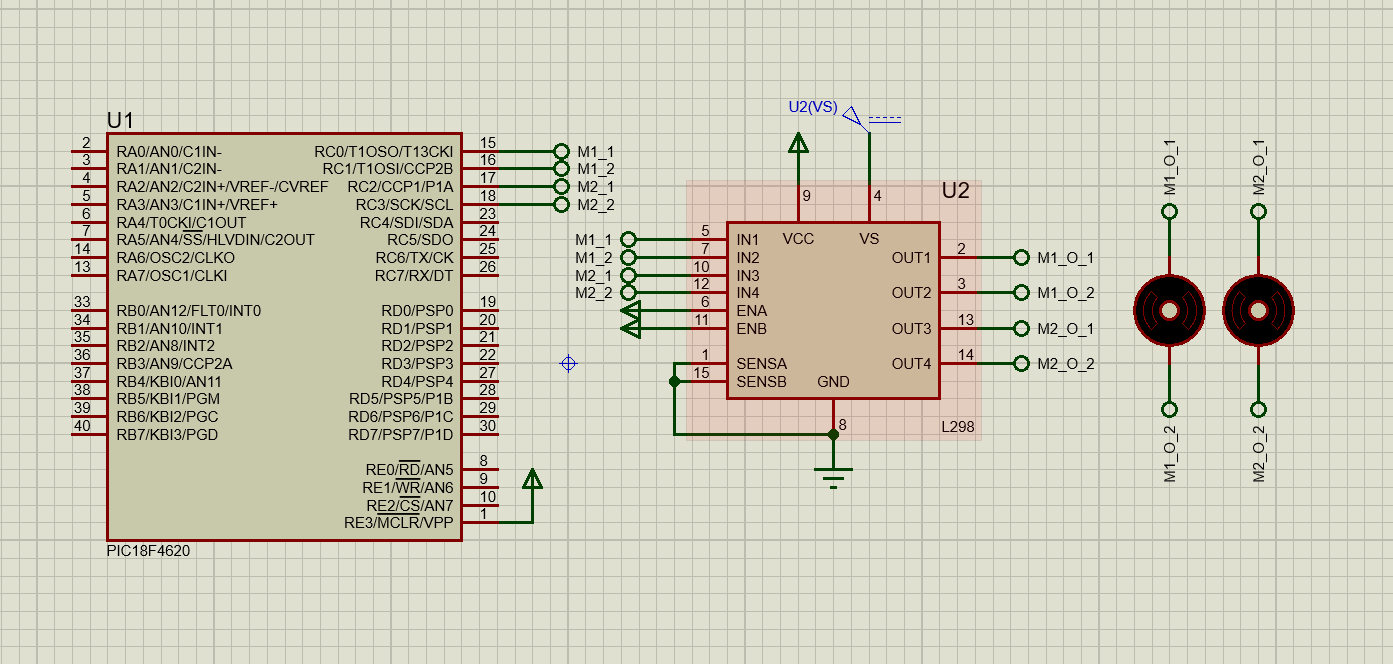 U1
2 RA0/AN0/C1IN- RC0/T1OSO/T13CKI 15 M1_1
3 RA1/AN1/C2IN- RC1/T1OSI/CCP2B 16 M1_2
4 RA2/AN2/C2IN+/VREF-/CVREF RC2/CCP1/P1A 17 M2_1
5 RA3/AN3/C1IN+/VREF+ RC3/SCK/SCL 18 M2_2
6 RA4/T0CKI/C1OUT RC4/SDI/SDA 23
7 RA5/AN4/SS/HLVDIN/C2OUT RC5/SDO 24
14 RA6/OSC2/CLKO RC6/TX/CK 25
13 RA7/OSC1/CLKI RC7/RX/DT 26
33 RB0/AN12/FLT0/INT0 RD0/PSP0 19
34 RB1/AN10/INT1 RD1/PSP1 20
35 RB2/AN8/INT2 RD2/PSP2 21
36 RB3/AN9/CCP2A RD3/PSP3 22
37 RB4/KBI0/AN11 RD4/PSP4 27
38 RB5/KBI1/PGM RD5/PSP5/P1B 28
39 RB6/KBI2/PGC RD6/PSP6/P1C 29
40 RB7/KBI3/PGD RD7/PSP7/P1D 30
RE0/RD/AN5 8
RE1/WR/AN6 9
RE2/CS/AN7 10
RE3/MCLR/VPP 1
PIC18F4620
U2(VS)
U2
9 4
VCC VS
M1_1 5 IN1
M1_2 7 IN2
M2_1 10 IN3
M2_2 12 IN4
6 ENA
11 ENB
1 SENSA
15 SENSB
GND
8
OUT1 2 M1_O_1
OUT2 3 M1_O_2
OUT3 13 M2_O_1
OUT4 14 M2_O_2
L298
M1_O_1
M2_O_1
M1_O_2
M2_O_2